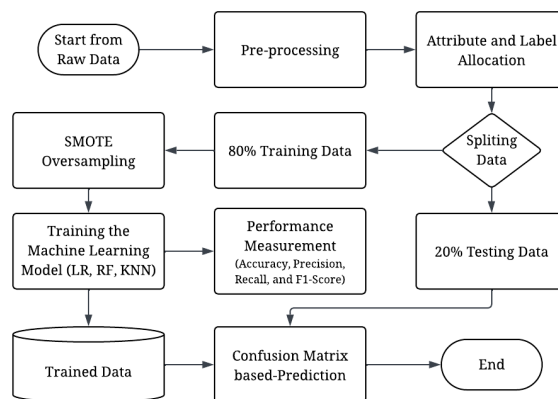 Start from
Raw Data
Pre-processing
Attribute and Label
Allocation
SMOTE
Oversampling
80% Training Data
Spliting
Data
Training the
Machine Learning
Model (LR, RF, KNN)
Performance
Measurement
(Accuracy, Precision,
Recall, and F1-Score)
20% Testing Data
Trained Data
Confusion Matrix
based-Prediction
End